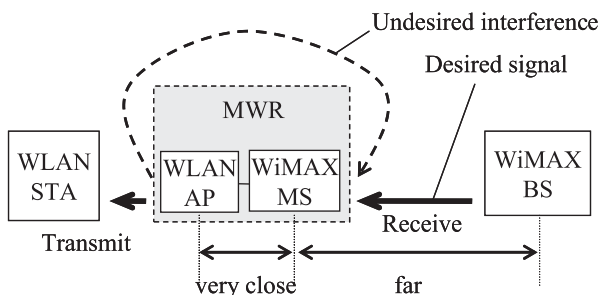 Undesired interference
Desired signal
MWR
WLAN
STA
WLAN
AP
WiMAX
MS
WiMAX
BS
Transmit
Receive
very close
far